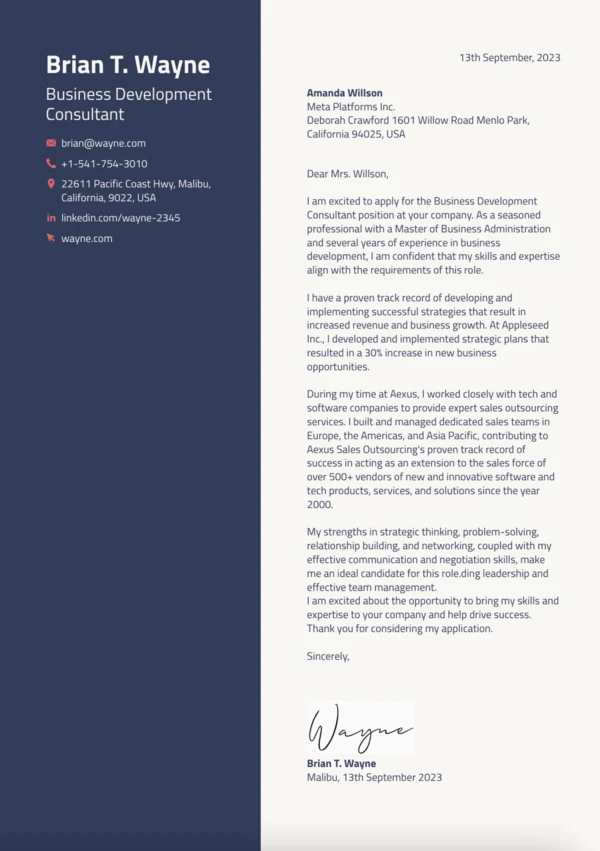 Brian T. Wayne
Business Development
Consultant
brian@wayne.com
+1-541-754-3010
22611 Pacific Coast Hwy, Malibu,
California, 9022, USA
linkedin.com/wayne-2345
wayne.com
13th September, 2023
Amanda Willson
Meta Platforms Inc.
Deborah Crawford 1601 Willow Road Menlo Park,
California 94025, USA
Dear Mrs. Willson,
I am excited to apply for the Business Development
Consultant position at your company. As a seasoned
professional with a Master of Business Administration
and several years of experience in business
development, I am confident that my skills and expertise
align with the requirements of this role.
I have a proven track record of developing and
implementing successful strategies that result in
increased revenue and business growth. At Appleseed
Inc., I developed and implemented strategic plans that
resulted in a 30% increase in new business
opportunities.
During my time at Aexus, I worked closely with tech and
software companies to provide expert sales outsourcing
services. I built and managed dedicated sales teams in
Europe, the Americas, and Asia Pacific, contributing to
Aexus Sales Outsourcing's proven track record of
success in acting as an extension to the sales force of
over 500+ vendors of new and innovative software and
tech products, services, and solutions since the year
2000.
My strengths in strategic thinking, problem-solving,
relationship building, and networking, coupled with my
effective communication and negotiation skills, make
me an ideal candidate for this role.ding leadership and
effective team management.
I am excited about the opportunity to bring my skills and
expertise to your company and help drive success.
Thank you for considering my application.
Sincerely,
Wayne
Brian T. Wayne
Malibu, 13th September 2023